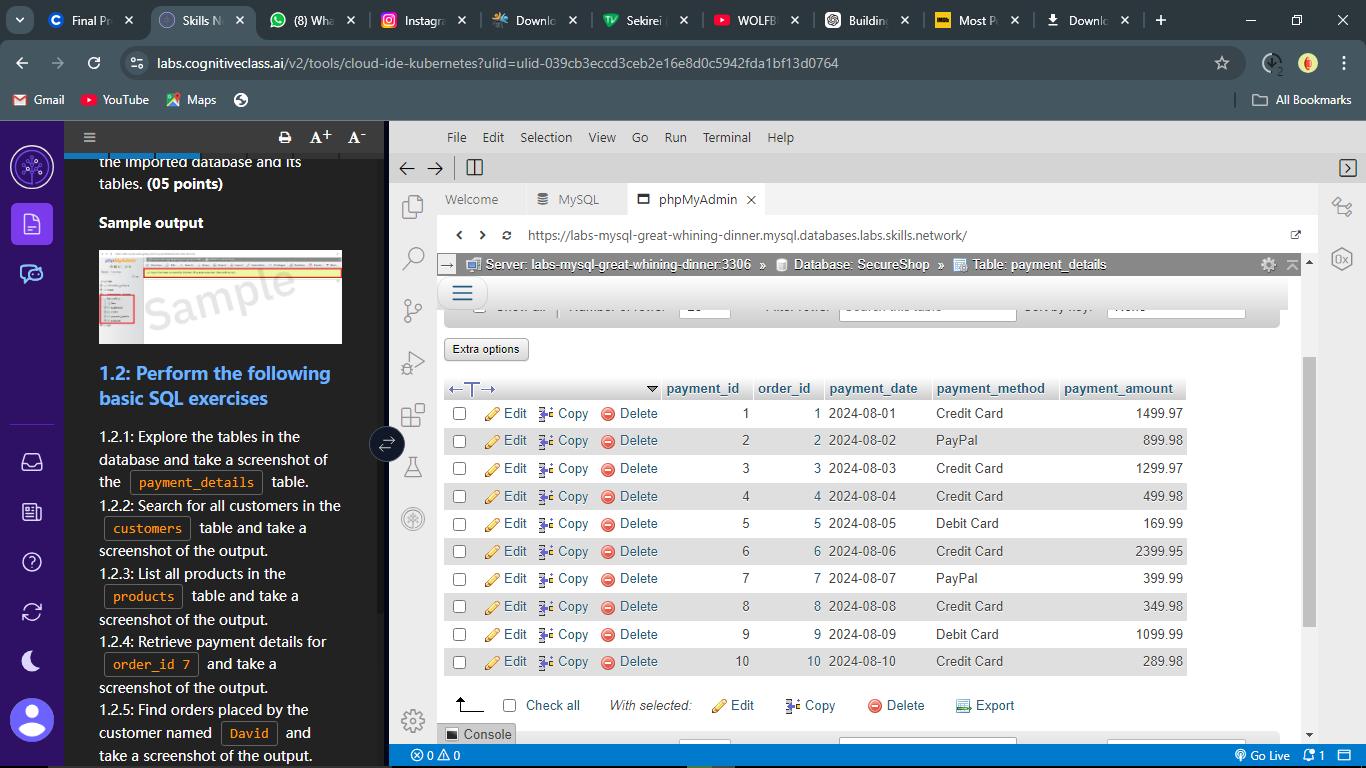 Final Pr
Skills N
(8) Wha
Instagra
Downlo
Sekirei
WOLFB
Building
Most P
Downlo
labs.cognitiveclass.ai/v2/tools/cloud-ide-kubernetes?ulid=ulid-039cb3eccd3ceb2e16e8d0c5942fda1bf13d0764
2
Gmail
YouTube
Maps
All Bookmarks
A+ A-
the imported database and its
tables. (05 points)
Sample output
Sample
1.2: Perform the following
basic SQL exercises
1.2.1: Explore the tables in the
database and take a screenshot of
the payment_details table.
1.2.2: Search for all customers in the
customers table and take a
screenshot of the output.
1.2.3: List all products in the
products table and take a
screenshot of the output.
1.2.4: Retrieve payment details for
order_id 7 and take a
screenshot of the output.
1.2.5: Find orders placed by the
customer named David and
take a screenshot of the output.
File Edit Selection View Go Run Terminal Help
Welcome MySQL phpMyAdmin
https://labs-mysql-great-whining-dinner.mysql.databases.labs.skills.network/
Server: labs-mysql-great-whining-dinner:3306 » Database: SecureShop » Table: payment_details
Extra options
payment_id order_id payment_date payment_method payment_amount
Edit Copy Delete 1 1 2024-08-01 Credit Card 1499.97
Edit Copy Delete 2 2 2024-08-02 PayPal 899.98
Edit Copy Delete 3 3 2024-08-03 Credit Card 1299.97
Edit Copy Delete 4 4 2024-08-04 Credit Card 499.98
Edit Copy Delete 5 5 2024-08-05 Debit Card 169.99
Edit Copy Delete 6 6 2024-08-06 Credit Card 2399.95
Edit Copy Delete 7 7 2024-08-07 PayPal 399.99
Edit Copy Delete 8 8 2024-08-08 Credit Card 349.98
Edit Copy Delete 9 9 2024-08-09 Debit Card 1099.99
Edit Copy Delete 10 10 2024-08-10 Credit Card 289.98
Check all With selected: Edit Copy Delete Export
Console
0 0
Go Live 1
0x